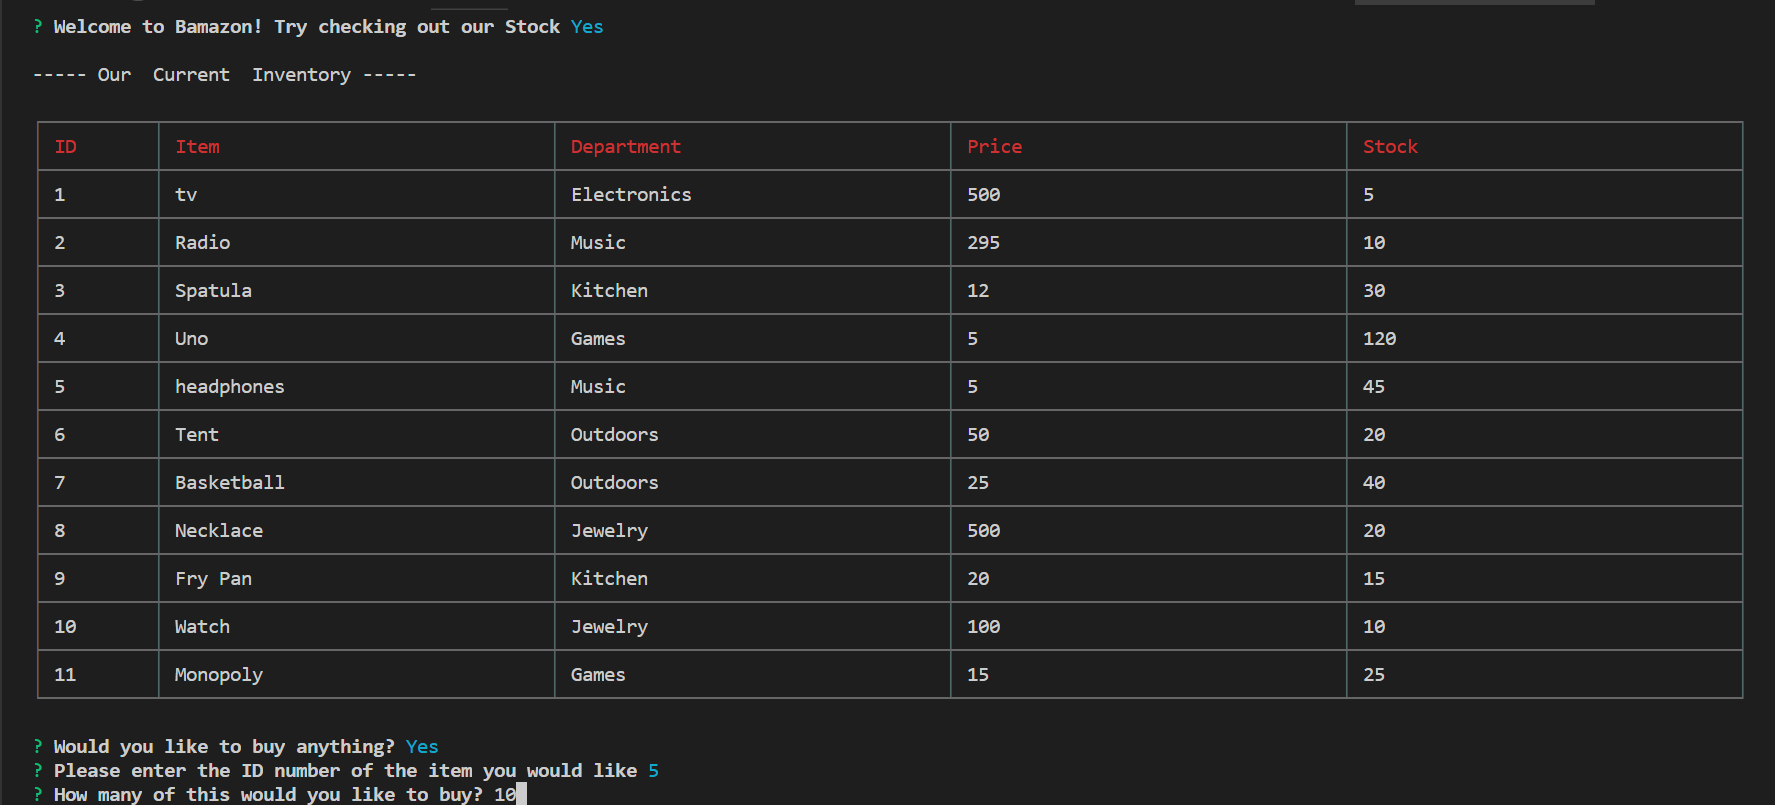 ? Welcome to Bamazon! Try checking out our Stock Yes
----- Our  Current  Inventory -----
ID Item Department Price Stock
1 tv Electronics 500 5
2 Radio Music 295 10
3 Spatula Kitchen 12 30
4 Uno Games 5 120
5 headphones Music 5 45
6 Tent Outdoors 50 20
7 Basketball Outdoors 25 40
8 Necklace Jewelry 500 20
9 Fry Pan Kitchen 20 15
10 Watch Jewelry 100 10
11 Monopoly Games 15 25
? Would you like to buy anything? Yes
? Please enter the ID number of the item you would like 5
? How many of this would you like to buy? 10